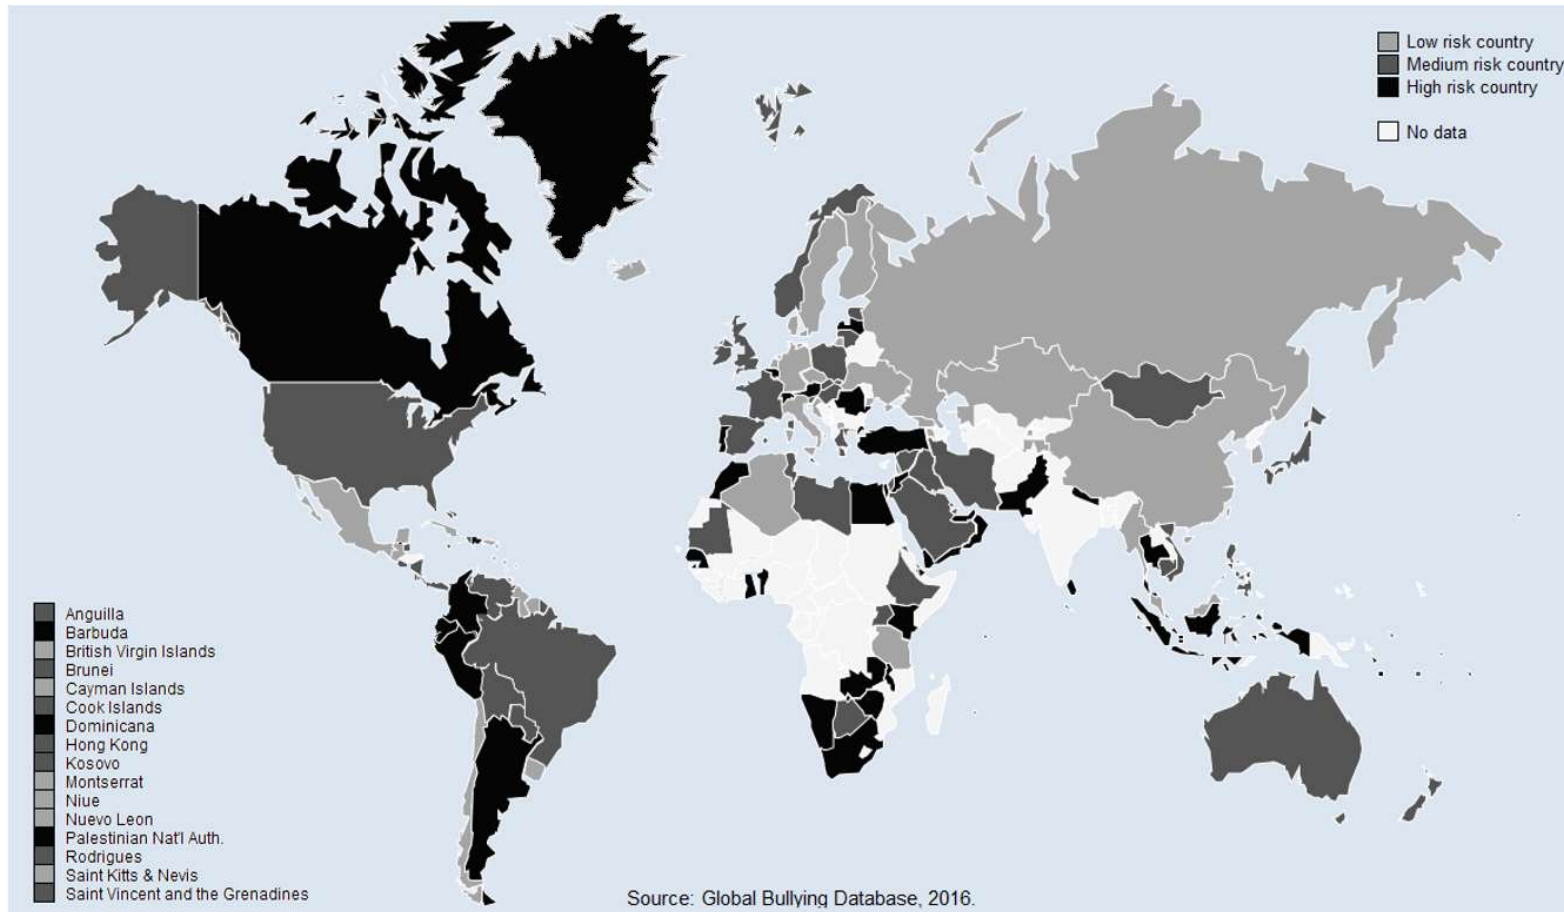 Low risk country
Medium risk country
High risk country
No data
Anguilla
Barbuda
British Virgin Islands
Brunei
Cayman Islands
Cook Islands
Dominicana
Hong Kong
Kosovo
Montserrat
Niue
Nuevo Leon
Palestinian Nat'l Auth.
Rodrigues
Saint Kitts & Nevis
Saint Vincent and the Grenadines
Source: Global Bullying Database, 2016.